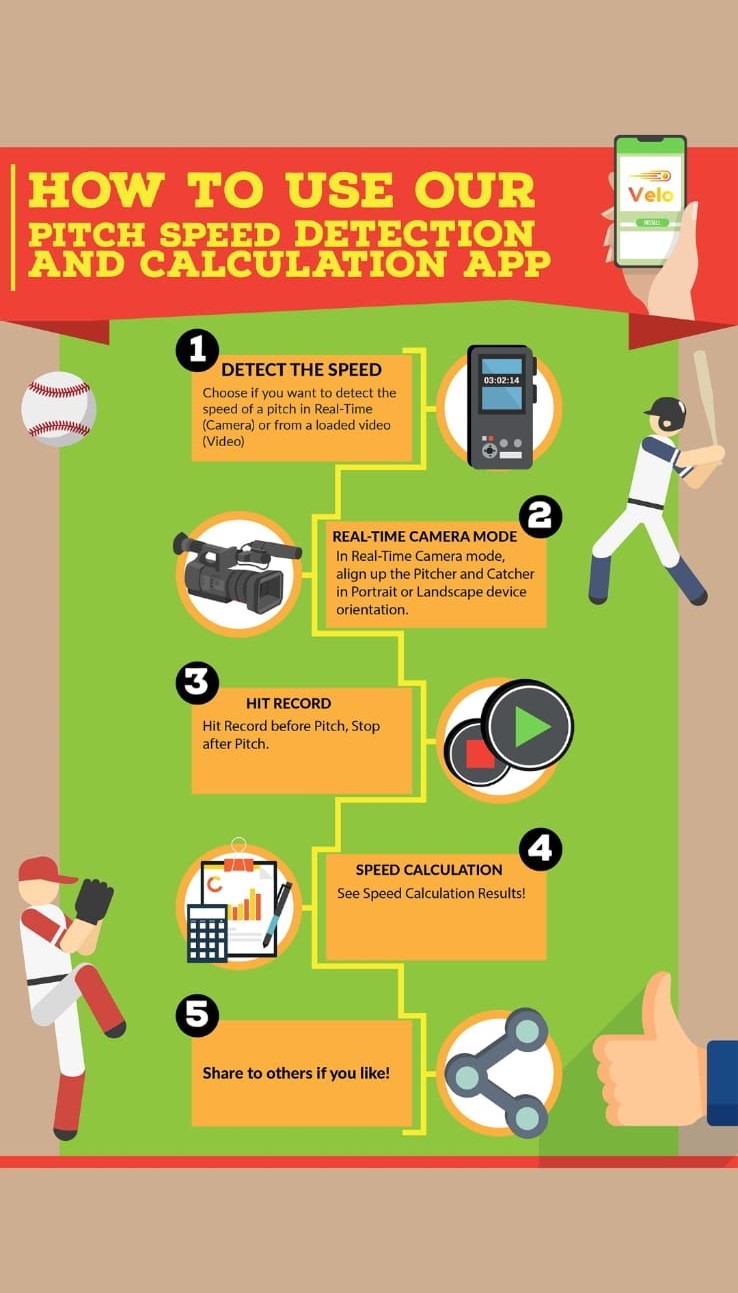 HOW TO USE OUR
PITCH SPEED DETECTION
AND CALCULATION APP
Velo
INSTALL
1
DETECT THE SPEED
Choose if you want to detect the
speed of a pitch in Real-Time
(Camera) or from a loaded video
(Video)
03:02:14
2
REAL-TIME CAMERA MODE
In Real-Time Camera mode,
align up the Pitcher and Catcher
in Portrait or Landscape device
orientation.
3
HIT RECORD
Hit Record before Pitch, Stop
after Pitch.
4
SPEED CALCULATION
See Speed Calculation Results!
5
Share to others if you like!